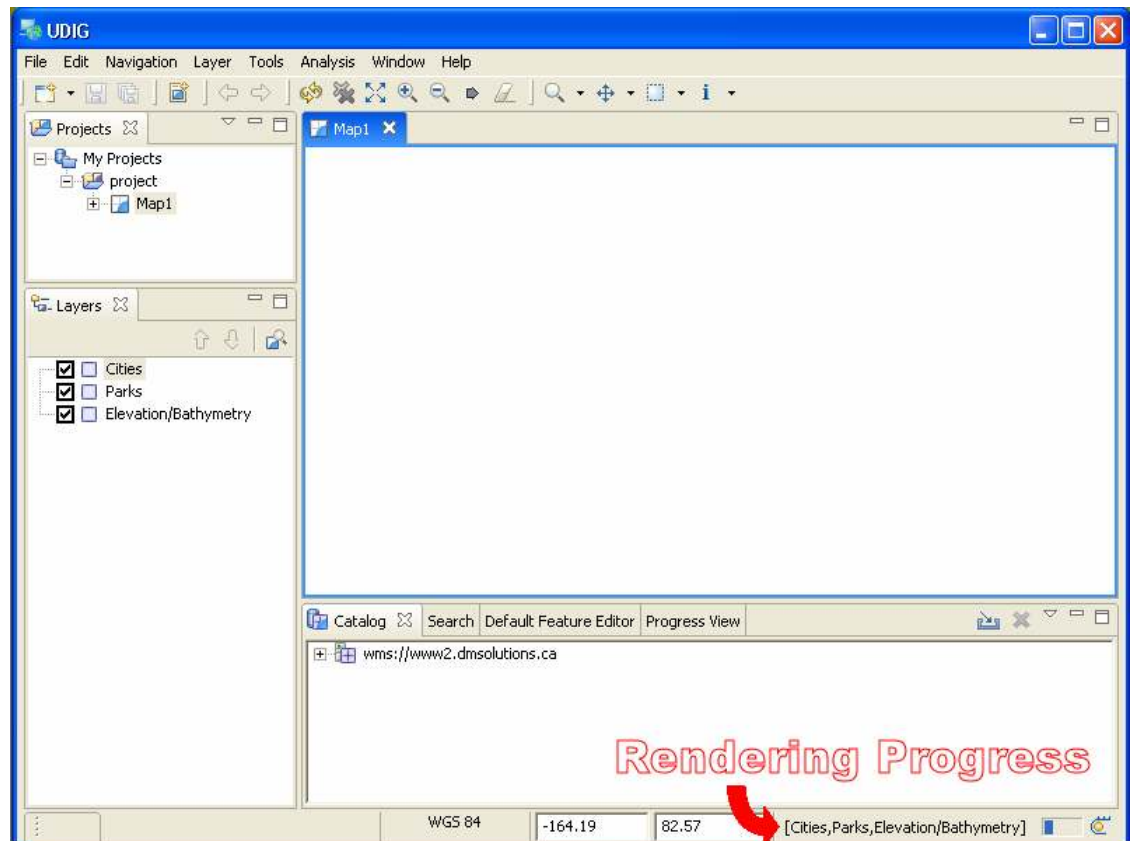 UDIG
File Edit Navigation Layer Tools Analysis Window Help
Projects
My Projects
project
Map1
Map1
Layers
Cities
Parks
Elevation/Bathymetry
Catalog Search Default Feature Editor Progress View
wms://www2.dmsolutions.ca
Rendering Progress
WGS 84 -164.19 82.57 [Cities,Parks,Elevation/Bathymetry]